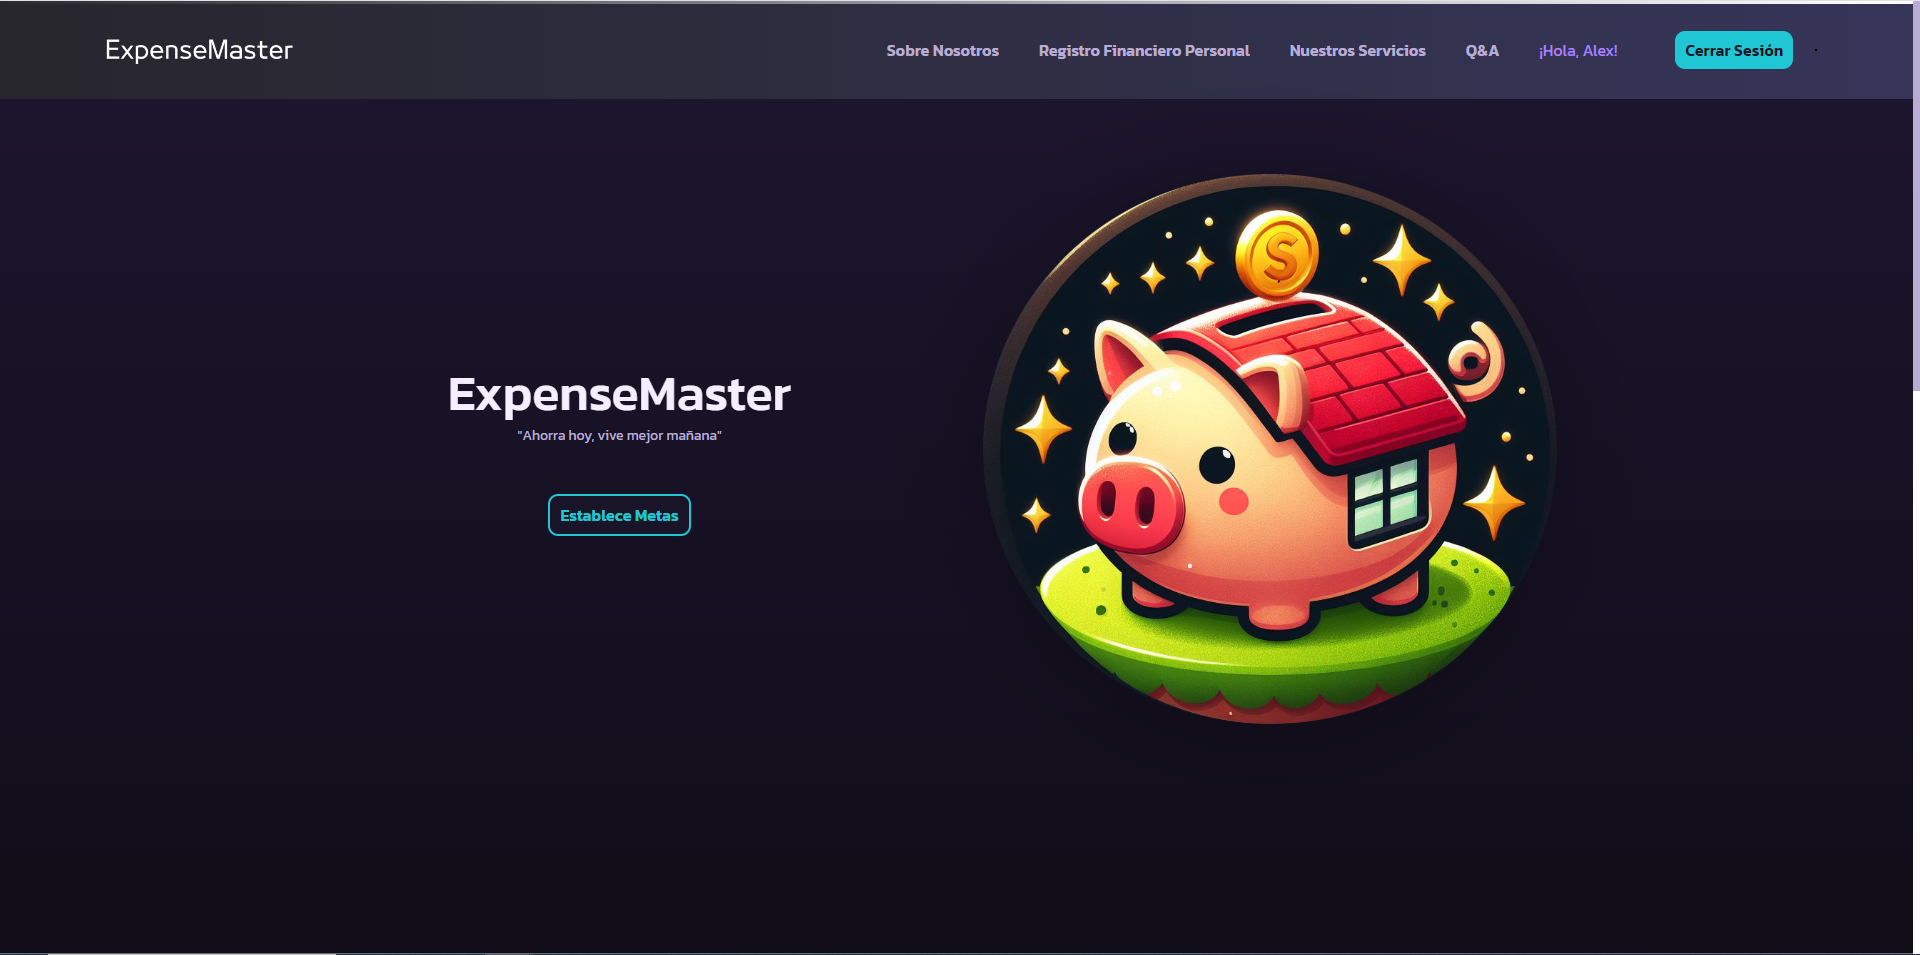 ExpenseMaster
Sobre Nosotros
Registro Financiero Personal
Nuestros Servicios
Q&A
¡Hola, Alex!
Cerrar Sesión
$
ExpenseMaster
"Ahorra hoy, vive mejor mañana"
Establece Metas